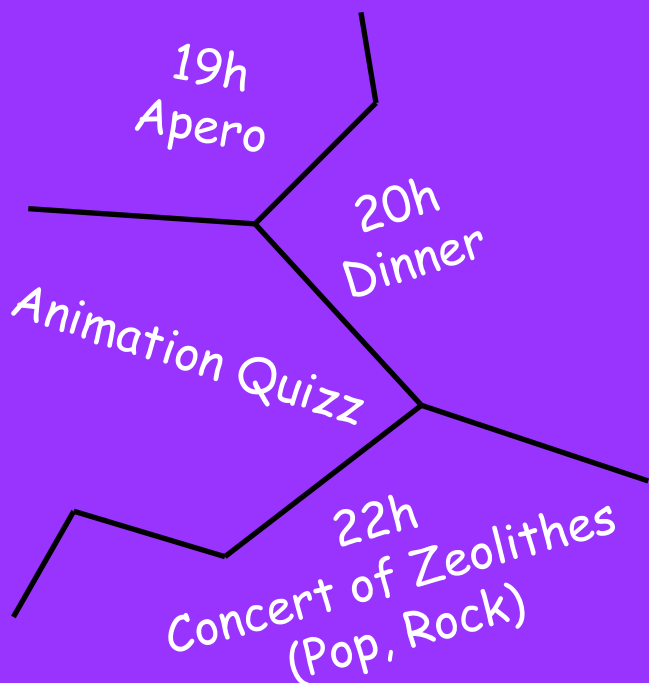 19h
Apero
20h
Dinner
Animation Quizz
22h
Concert of Zeolithes
(Pop, Rock)